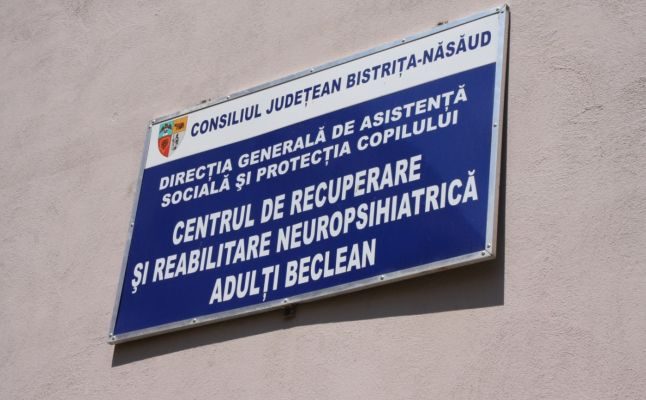 CONSILIUL JUDEȚEAN BISTRIȚA-NĂSĂUD
DIRECȚIA GENERALĂ DE ASISTENȚĂ
SOCIALĂ ŞI PROTECȚIA COPILULUI
CENTRUL DE RECUPERARE
ŞI REABILITARE NEUROPSIHIATRICĂ
ADULȚI BECLEAN